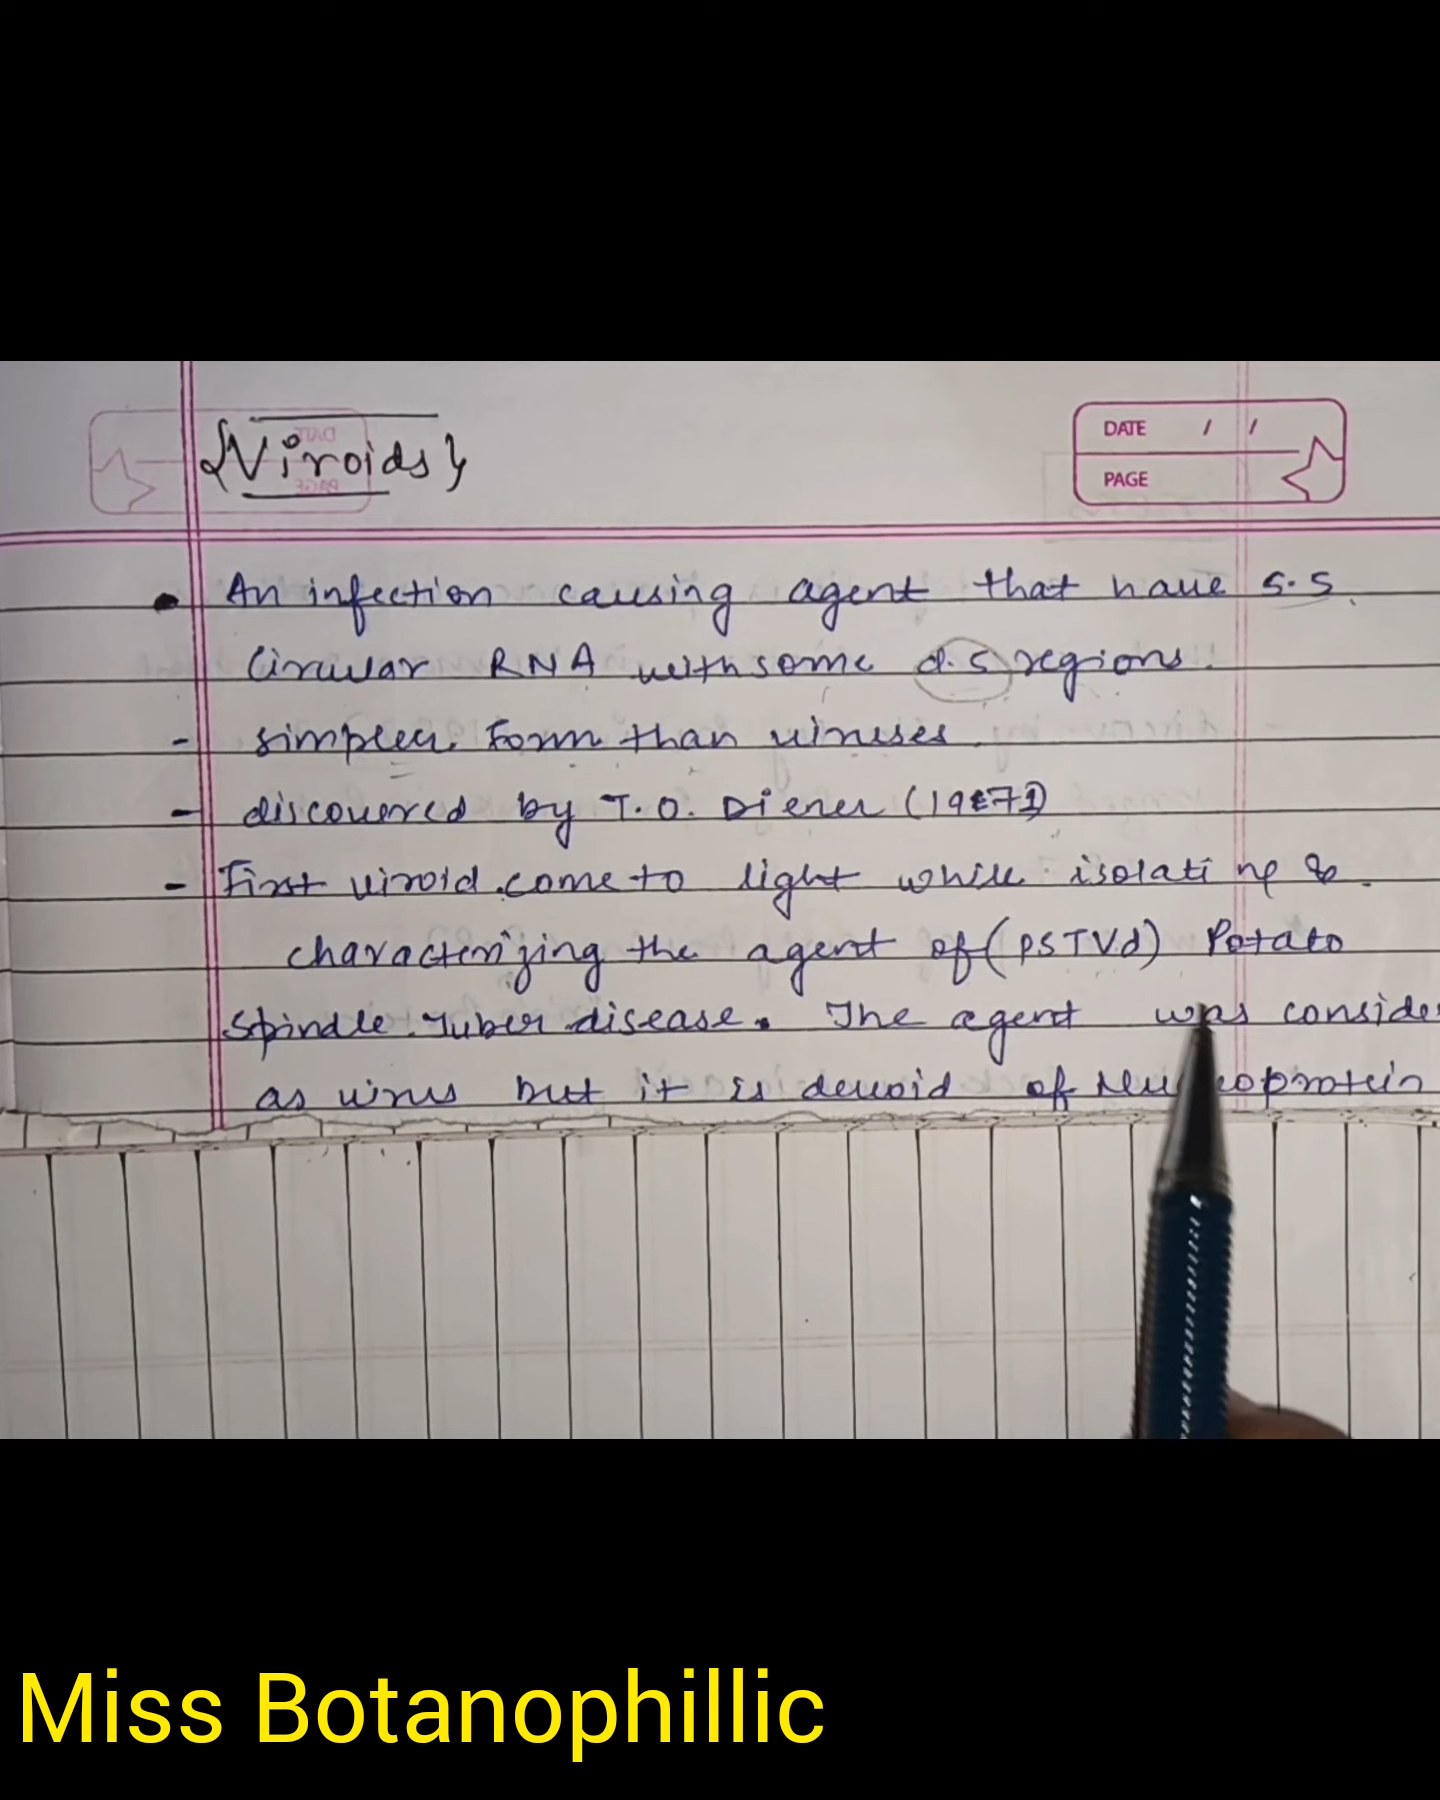 {Viroids}
DATE / /
PAGE
• An infection causing agent that have s.s
Circular RNA with some d.s regions.
- simpler Form than viruses.
- discovered by T.O. Diener (1971)
- First viroid come to light while isolating &
characterizing the agent of (PSTVd) Potato
Spindle Tuber disease. The agent was conside
as virus but it is devoid of Nucleoprotein
Miss Botanophillic